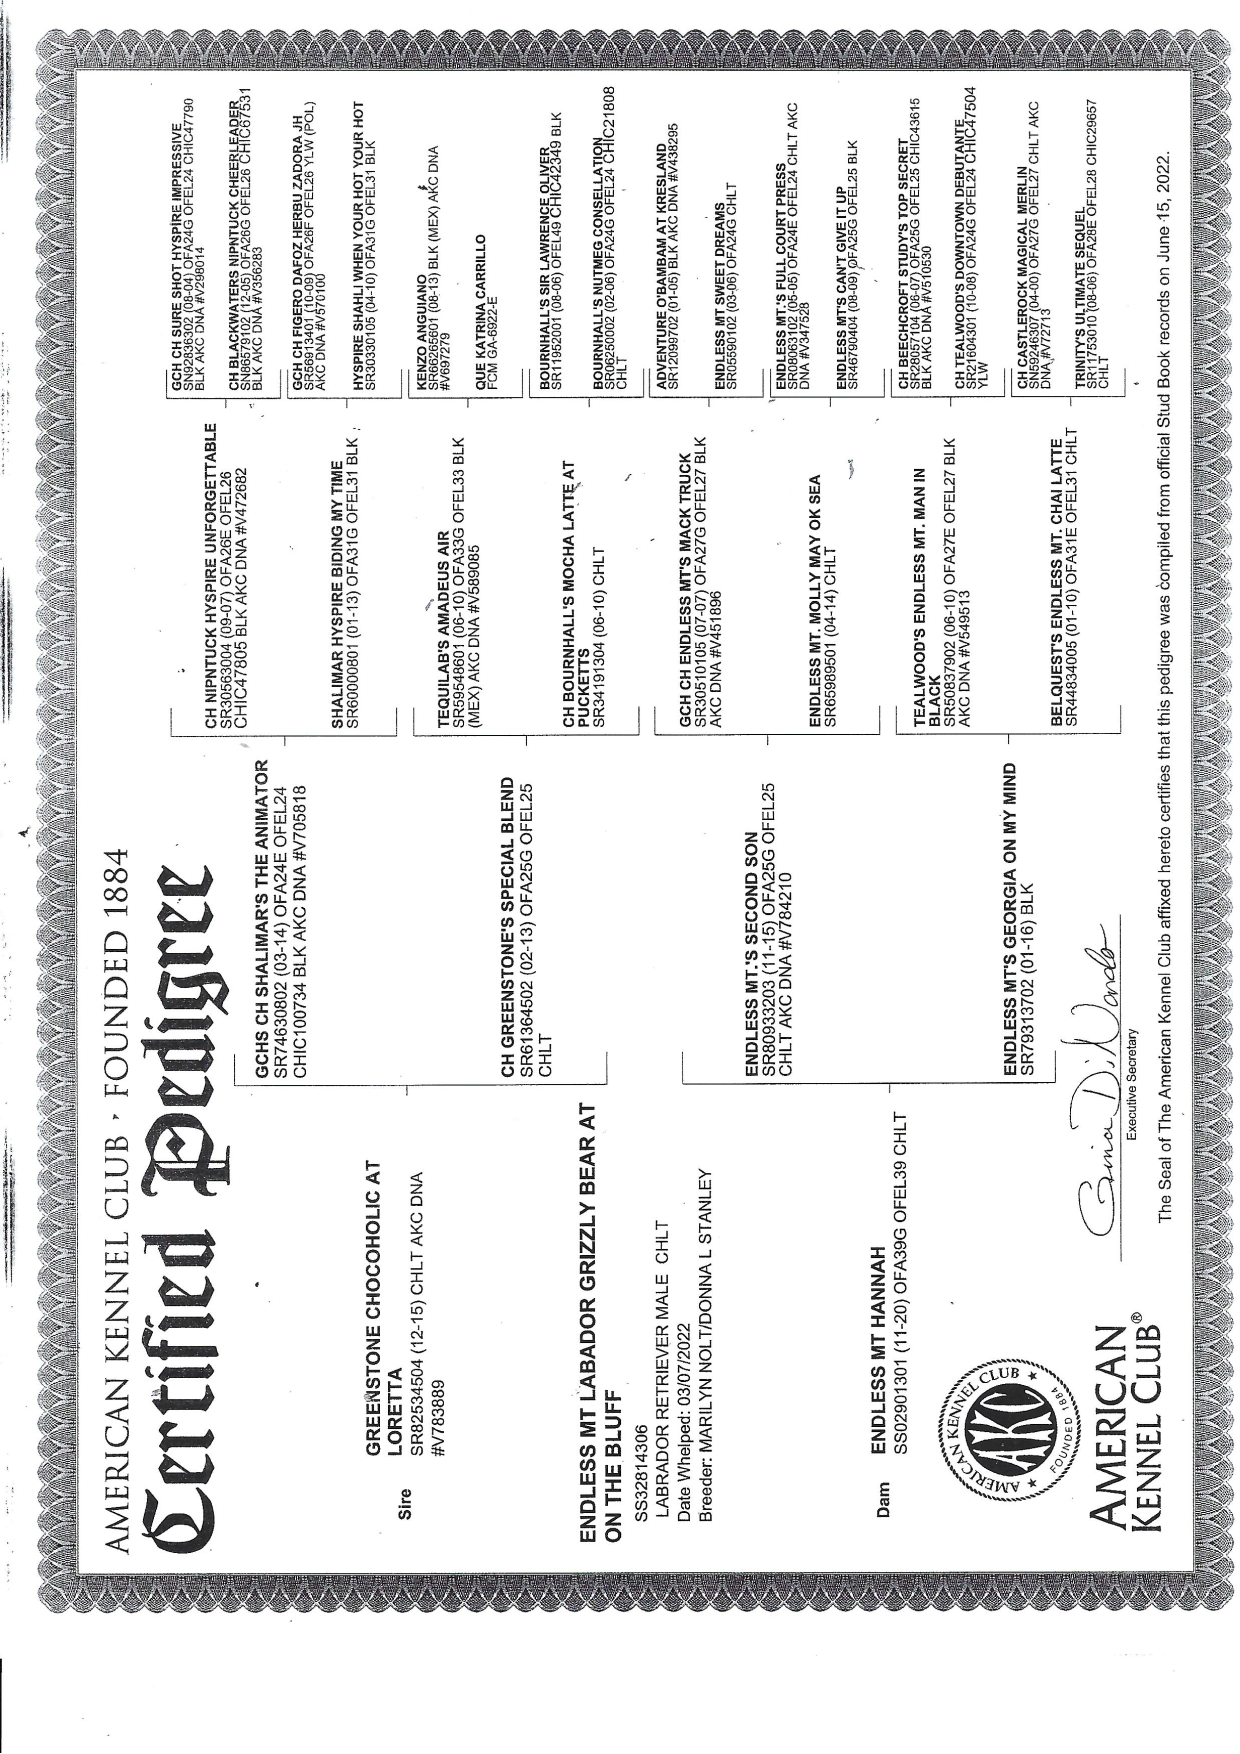 AMERICAN KENNEL CLUB · FOUNDED 1884
Certified Pedigree
GREENSTONE CHOCOHOLIC AT
LORETTA
SR82534504 (12-15) CHLT AKC DNA
#V783889
Sire
ENDLESS MT LABADOR GRIZZLY BEAR AT
ON THE BLUFF
SS32814306
LABRADOR RETRIEVER MALE CHLT
Date Whelped: 03/07/2022
Breeder: MARILYN NOLT/DONNA L STANLEY
Dam
ENDLESS MT HANNAH
SS02901301 (11-20) OFA39G OFEL39 CHLT
GCHS CH SHALIMAR'S THE ANIMATOR
SR74630802 (03-14) OFA24E OFEL24
CHIC100734 BLK AKC DNA #V705818
CH GREENSTONE'S SPECIAL BLEND
SR61364502 (02-13) OFA25G OFEL25
CHLT
ENDLESS MT.'S SECOND SON
SR80933203 (11-15) OFA25G OFEL25
CHLT AKC DNA #V784210
ENDLESS MT'S GEORGIA ON MY MIND
SR79313702 (01-16) BLK
CH NIPNTUCK HYSPIRE UNFORGETTABLE
SR30563004 (09-07) OFA26E OFEL26
CHIC47805 BLK AKC DNA #V472682
SHALIMAR HYSPIRE BIDING MY TIME
SR60000801 (01-13) OFA31G OFEL31 BLK
TEQUILAB'S AMADEUS AIR
SR59548601 (06-10) OFA33G OFEL33 BLK
(MEX) AKC DNA #V589085
CH BOURNHALL'S MOCHA LATTE AT
PUCKETTS
SR34191304 (06-10) CHLT
GCH CH ENDLESS MT'S MACK TRUCK
SR30510105 (07-07) OFA27G OFEL27 BLK
AKC DNA #V451896
ENDLESS MT. MOLLY MAY OK SEA
SR65989501 (04-14) CHLT
TEALWOOD'S ENDLESS MT. MAN IN
BLACK
SR50837902 (06-10) OFA27E OFEL27 BLK
AKC DNA #V549513
BELQUEST'S ENDLESS MT. CHAI LATTE
SR44834005 (01-10) OFA31E OFEL31 CHLT
GCH CH SURE SHOT HYSPIRE IMPRESSIVE
SN92836302 (08-04) OFA24G OFEL24 CHIC47790
BLK AKC DNA #V298014
CH BLACKWATERS NIPNTUCK CHEERLEADER
SN86579102 (12-05) OFA26G OFEL26 CHIC67531
BLK AKC DNA #V356283
GCH CH FIGERO DAFOZ HERBU ZADORA JH
SR56913401 (10-09) OFA26F OFEL26 YLW (POL)
AKC DNA #V570100
HYSPIRE SHAHLI WHEN YOUR HOT YOUR HOT
SR30330105 (04-10) OFA31G OFEL31 BLK
KENZO ANGUIANO
SR66265601 (08-13) BLK (MEX) AKC DNA
#V697279
QUE KATRINA CARRILLO
FCM GA-6922-E
BOURNHALL'S SIR LAWRENCE OLIVER
SR11952001 (08-06) OFEL49 CHIC42349 BLK
BOURNHALL'S NUTMEG CONSELLATION
SR06250002 (02-06) OFA24G OFEL24 CHIC21808
CHLT
ADVENTURE O'BAMBAM AT KRESLAND
SR12099702 (01-05) BLK AKC DNA #V438295
ENDLESS MT SWEET DREAMS
SR05590102 (03-06) OFA24G CHLT
ENDLESS MT.'S FULL COURT PRESS
SR08063102 (05-05) OFA24E OFEL24 CHLT AKC
DNA #V347528
ENDLESS MT'S CAN'T GIVE IT UP
SR46790404 (08-09) OFA25G OFEL25 BLK
CH BEECHCROFT STUDY'S TOP SECRET
SR28057104 (06-07) OFA25G OFEL25 CHIC43615
BLK AKC DNA #V510530
CH TEALWOOD'S DOWNTOWN DEBUTANTE
SR21604301 (10-08) OFA24G OFEL24 CHIC47504
YLW
CH CASTLEROCK MAGICAL MERLIN
SN59246307 (04-00) OFA27G OFEL27 CHLT AKC
DNA #V72713
TRINITY'S ULTIMATE SEQUEL
SR11753010 (08-06) OFA28E OFEL28 CHIC29657
CHLT
AMERICAN KENNEL CLUB
AKC
FOUNDED 1884
AMERICAN
KENNEL CLUB®
Gina DiNardo
Executive Secretary
The Seal of The American Kennel Club affixed hereto certifies that this pedigree was compiled from official Stud Book records on June 15, 2022.